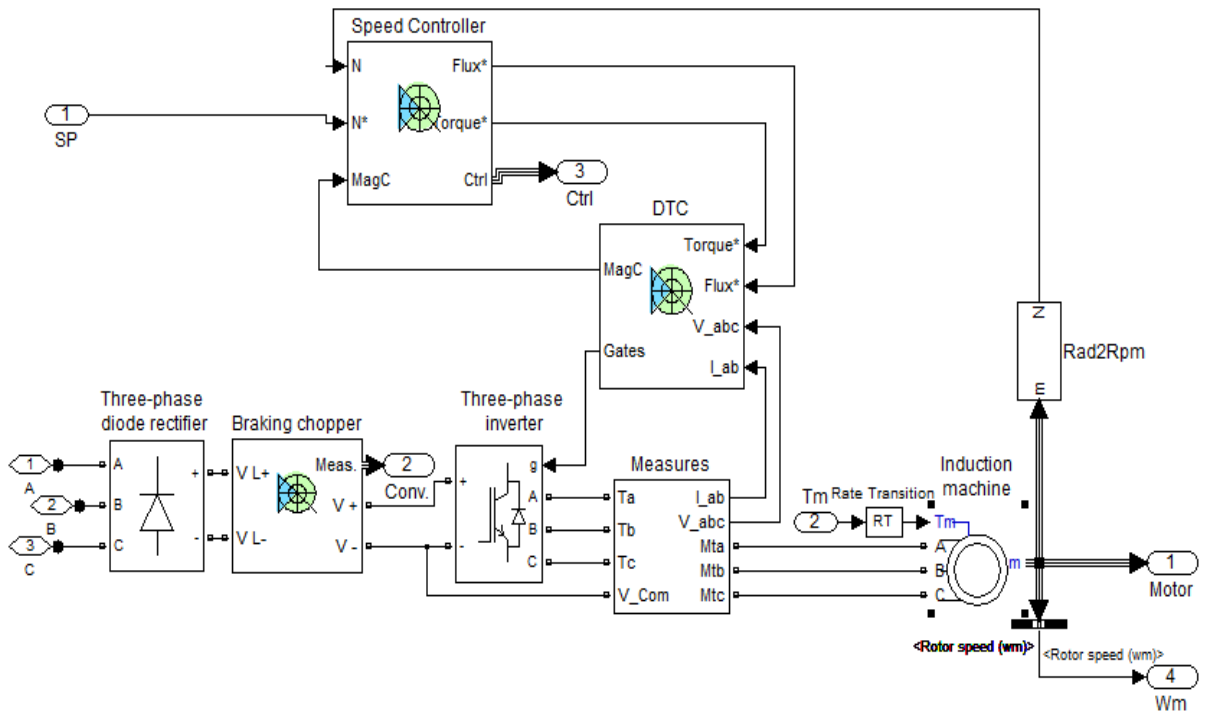 Speed Controller
N
Flux*
1
SP
N*
Torque*
MagC
Ctrl
3
Ctrl
DTC
Torque*
MagC
Flux*
V_abc
Gates
I_ab
N
Rad2Rpm
m
Three-phase
diode rectifier
Braking chopper
Three-phase
inverter
Measures
Induction
machine
1
A
2
B
3
C
A
B
C
+
-
V L+
V L-
Meas.
V +
V -
2
Conv.
+
-
g
A
B
C
Ta
Tb
Tc
V_Com
I_ab
V_abc
Mta
Mtb
Mtc
Tm
2
Rate Transition
RT
Tm
A
B
C
m
1
Motor
<Rotor speed (wm)>
<Rotor speed (wm)>
4
Wm